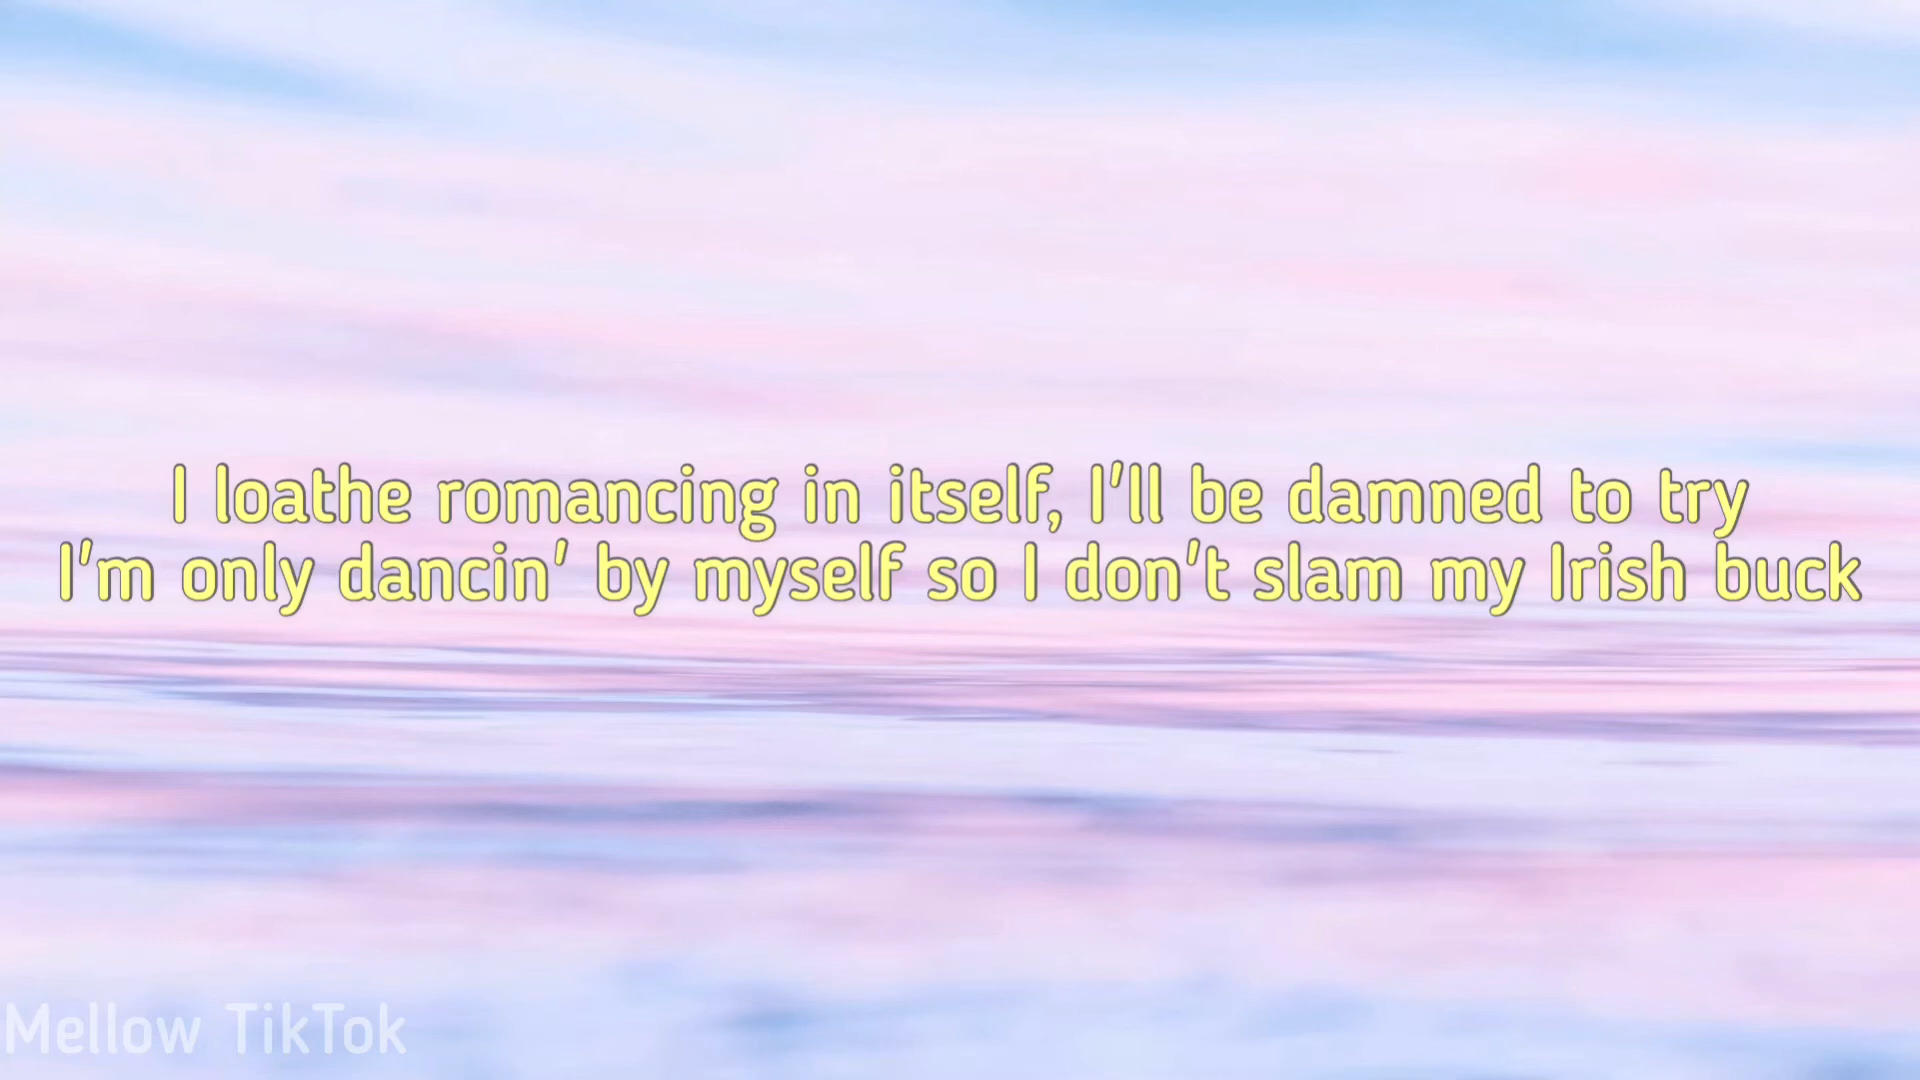 I loathe romancing in itself, I'll be damned to try
I'm only dancin' by myself so I don't slam my Irish buck
Mellow TikTok